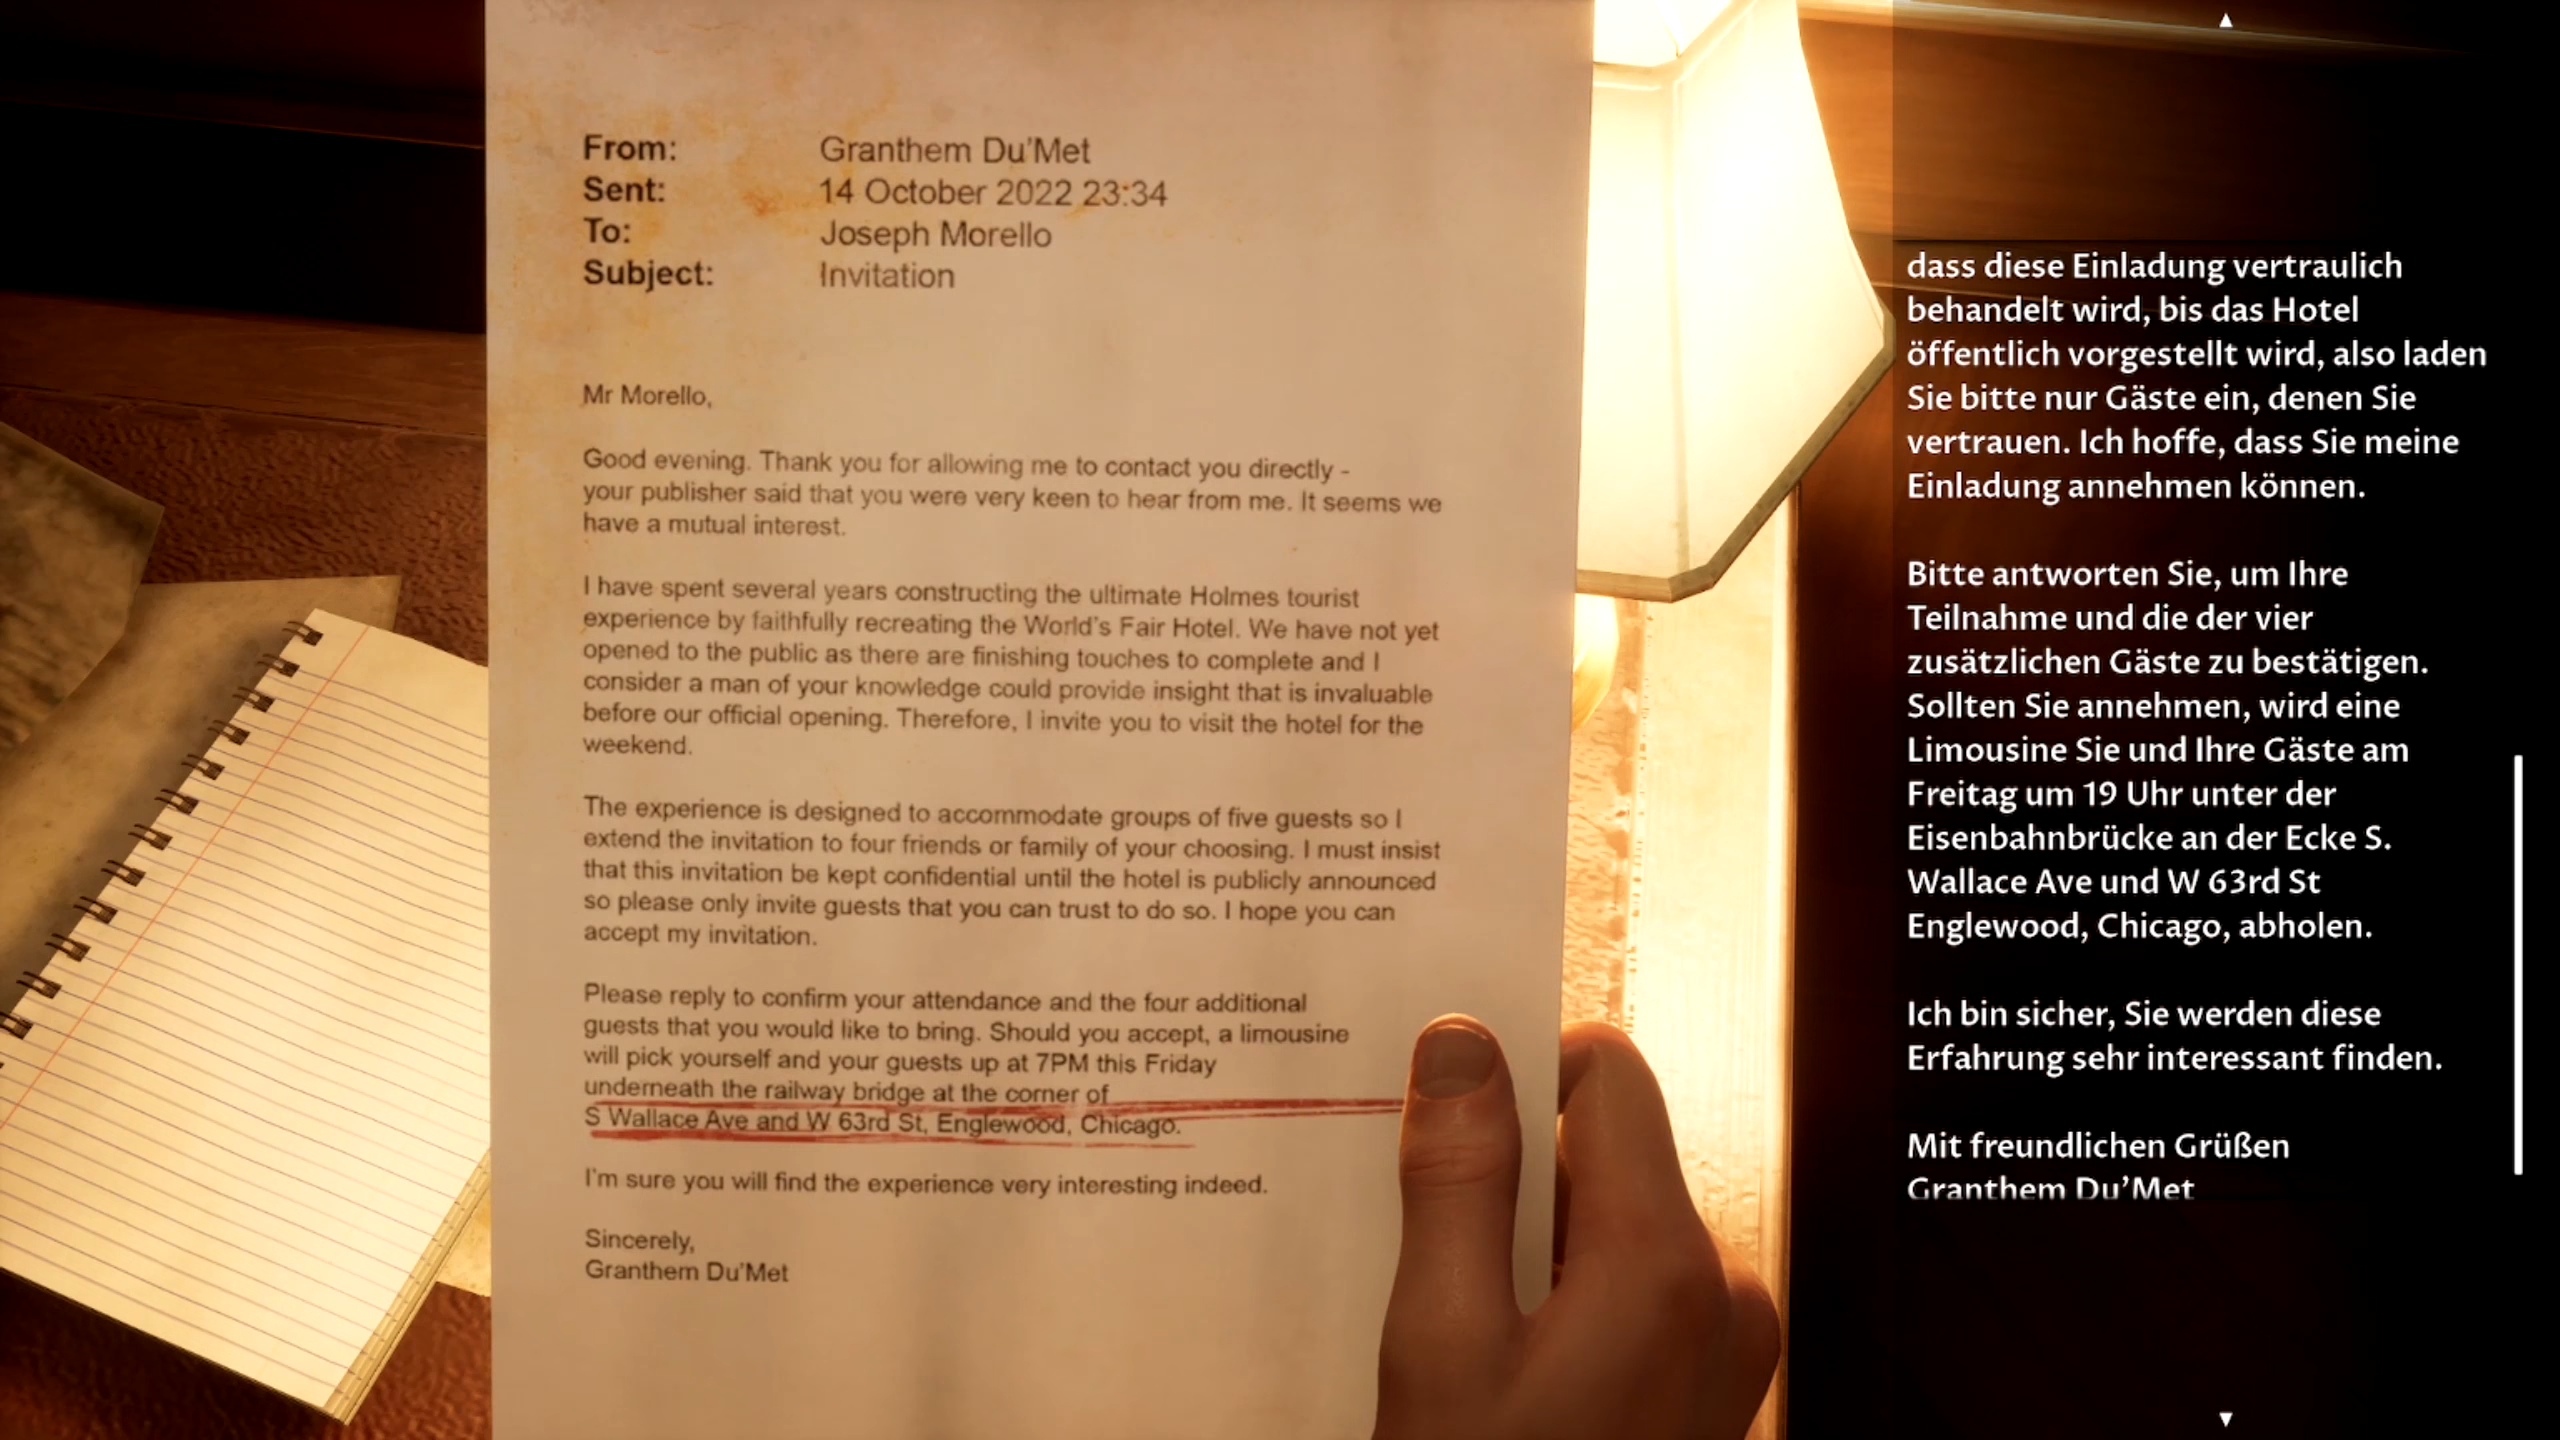 From: Granthem Du'Met
Sent: 14 October 2022 23:34
To: Joseph Morello
Subject: Invitation
Mr Morello,
Good evening. Thank you for allowing me to contact you directly -
your publisher said that you were very keen to hear from me. It seems we
have a mutual interest.
I have spent several years constructing the ultimate Holmes tourist
experience by faithfully recreating the World's Fair Hotel. We have not yet
opened to the public as there are finishing touches to complete and I
consider a man of your knowledge could provide insight that is invaluable
before our official opening. Therefore, I invite you to visit the hotel for the
weekend.
The experience is designed to accommodate groups of five guests so I
extend the invitation to four friends or family of your choosing. I must insist
that this invitation be kept confidential until the hotel is publicly announced
so please only invite guests that you can trust to do so. I hope you can
accept my invitation.
Please reply to confirm your attendance and the four additional
guests that you would like to bring. Should you accept, a limousine
will pick yourself and your guests up at 7PM this Friday
underneath the railway bridge at the corner of
S Wallace Ave and W 63rd St, Englewood, Chicago.
I'm sure you will find the experience very interesting indeed.
Sincerely,
Granthem Du'Met
dass diese Einladung vertraulich
behandelt wird, bis das Hotel
öffentlich vorgestellt wird, also laden
Sie bitte nur Gäste ein, denen Sie
vertrauen. Ich hoffe, dass Sie meine
Einladung annehmen können.
Bitte antworten Sie, um Ihre
Teilnahme und die der vier
zusätzlichen Gäste zu bestätigen.
Sollten Sie annehmen, wird eine
Limousine Sie und Ihre Gäste am
Freitag um 19 Uhr unter der
Eisenbahnbrücke an der Ecke S.
Wallace Ave und W 63rd St
Englewood, Chicago, abholen.
Ich bin sicher, Sie werden diese
Erfahrung sehr interessant finden.
Mit freundlichen Grüßen
Granthem Du'Met